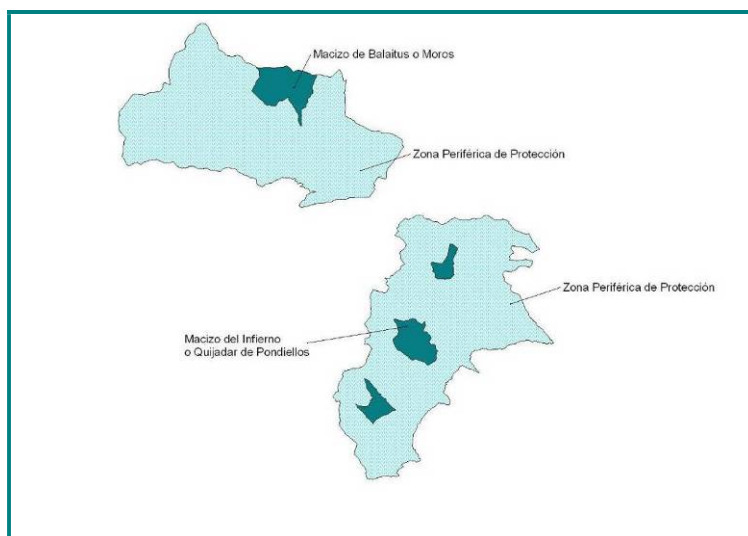 Macizo de Balaitus o Moros
Zona Periférica de Protección
Zona Periférica de Protección
Macizo del Infierno
o Quijadar de Pondiellos